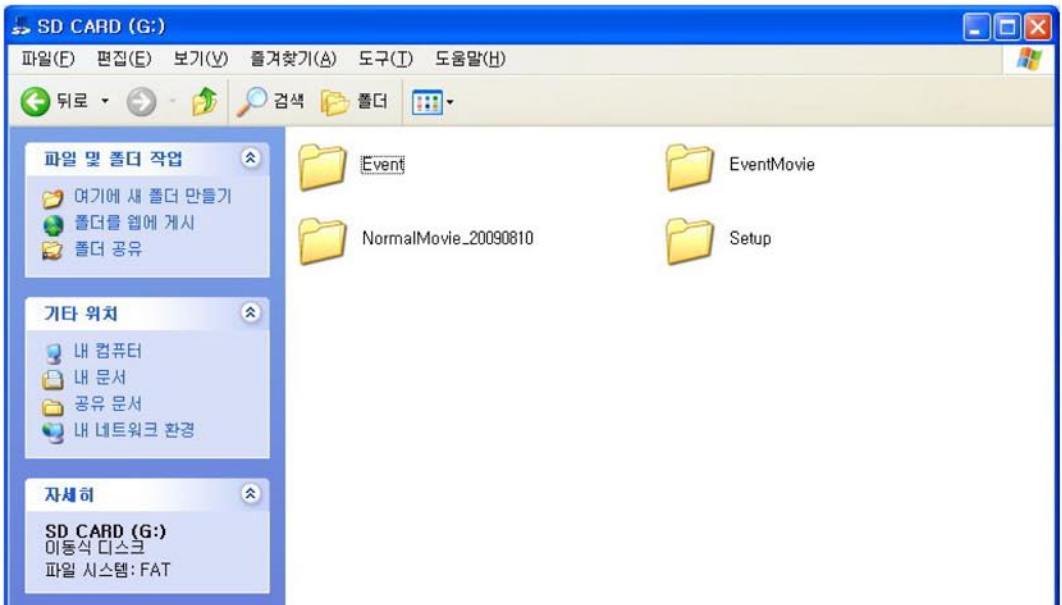 SD CARD (G:)
파일(F) 편집(E) 보기(V) 즐겨찾기(A) 도구(T) 도움말(H)
뒤로 검색 폴더
파일 및 폴더 작업
여기에 새 폴더 만들기
폴더를 웹에 게시
폴더 공유
기타 위치
내 컴퓨터
내 문서
공유 문서
내 네트워크 환경
자세히
SD CARD (G:)
이동식 디스크
파일 시스템: FAT
Event
EventMovie
NormalMovie_20090810
Setup